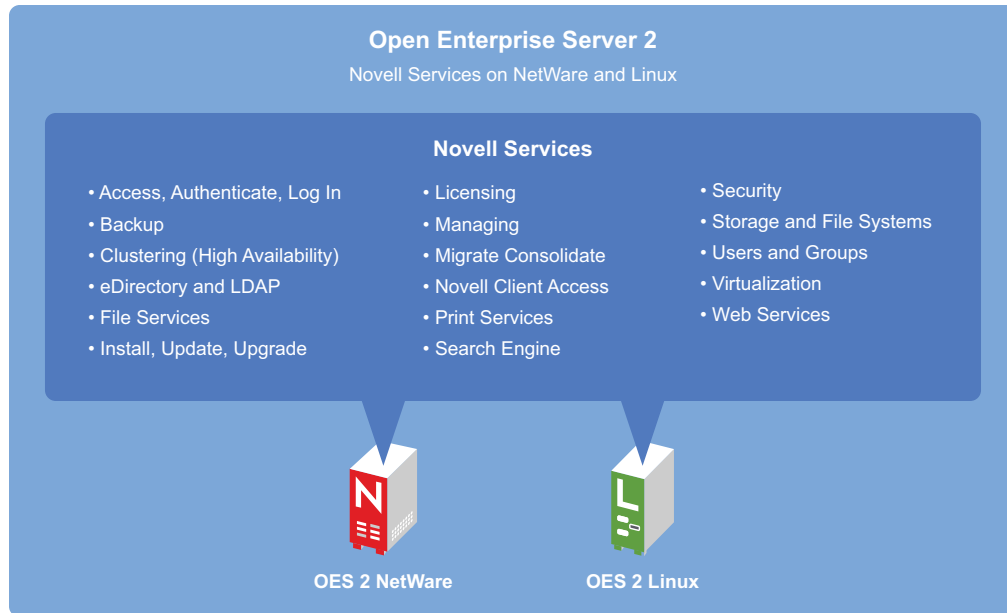 Open Enterprise Server 2
Novell Services on NetWare and Linux
Novell Services
• Access, Authenticate, Log In
• Backup
• Clustering (High Availability)
• eDirectory and LDAP
• File Services
• Install, Update, Upgrade
• Licensing
• Managing
• Migrate Consolidate
• Novell Client Access
• Print Services
• Search Engine
• Security
• Storage and File Systems
• Users and Groups
• Virtualization
• Web Services
N
L
OES 2 NetWare
OES 2 Linux